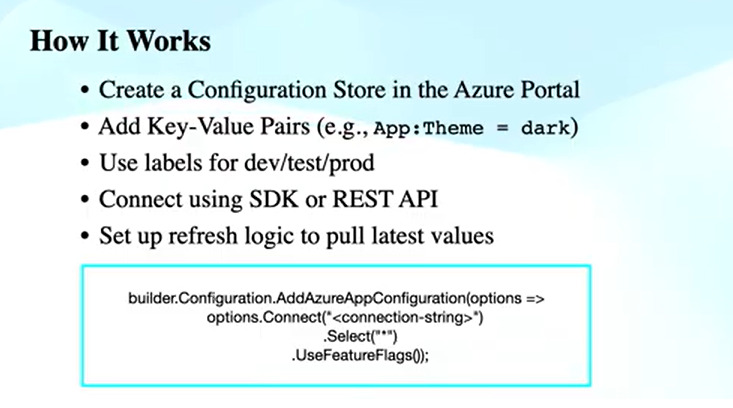 How It Works
• Create a Configuration Store in the Azure Portal
• Add Key-Value Pairs (e.g., App:Theme = dark)
• Use labels for dev/test/prod
• Connect using SDK or REST API
• Set up refresh logic to pull latest values
builder.Configuration.AddAzureAppConfiguration(options =>
options.Connect("<connection-string>")
.Select("*")
.UseFeatureFlags());